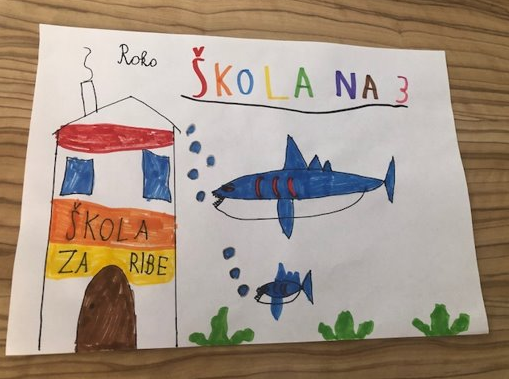 Roko
ŠKOLA NA 3
ŠKOLA
ZA RIBE